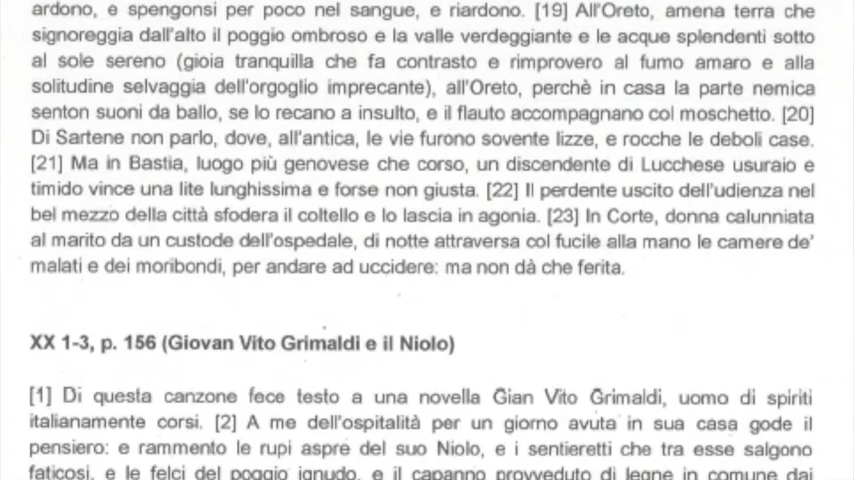 ardono, e spengonsi per poco nel sangue, e riardono. [19] All'Oreto, amena terra che
signoreggia dall'alto il poggio ombroso e la valle verdeggiante e le acque splendenti sotto
al sole sereno (gioia tranquilla che fa contrasto e rimprovero al fumo amaro e alla
solitudine selvaggia dell'orgoglio imprecante), all'Oreto, perchè in casa la parte nemica
senton suoni da ballo, se lo recano a insulto, e il flauto accompagnano col moschetto. [20]
Di Sartene non parlo, dove, all'antica, le vie furono sovente lizze, e rocche le deboli case.
[21] Ma in Bastia, luogo più genovese che corso, un discendente di Lucchese usuraio e
timido vince una lite lunghissima e forse non giusta. [22] Il perdente uscito dell'udienza nel
bel mezzo della città sfodera il coltello e lo lascia in agonia. [23] In Corte, donna calunniata
al marito da un custode dell'ospedale, di notte attraversa col fucile alla mano le camere de'
malati e dei moribondi, per andare ad uccidere: ma non dà che ferita.
XX 1-3, p. 156 (Giovan Vito Grimaldi e il Niolo)
[1] Di questa canzone fece testo a una novella Gian Vito Grimaldi, uomo di spiriti
italianamente corsi. [2] A me dell'ospitalità per un giorno avuta in sua casa gode il
pensiero: e rammento le rupi aspre del suo Niolo, e i sentieretti che tra esse salgono
faticosi, e le felci del poggio ignudo, e il capanno provveduto di legne in comune dai